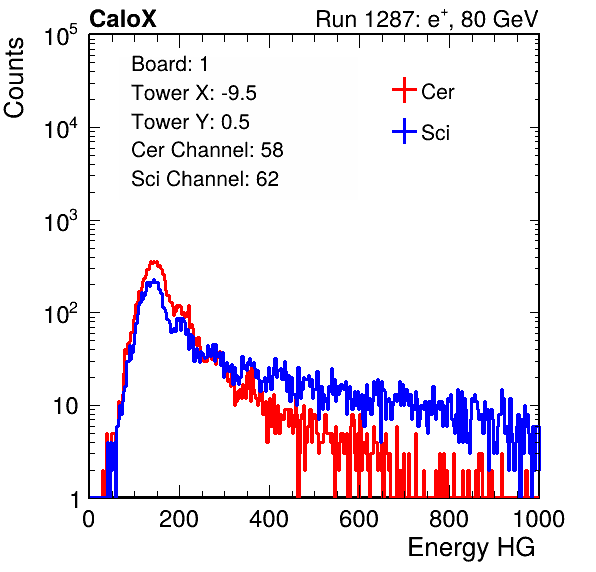 CaloX Run 1287: e⁺, 80 GeV
Counts
Board: 1
Tower X: -9.5
Tower Y: 0.5
Cer Channel: 58
Sci Channel: 62
Cer
Sci
10⁵
10⁴
10³
10²
10
1
0 200 400 600 800 1000
Energy HG